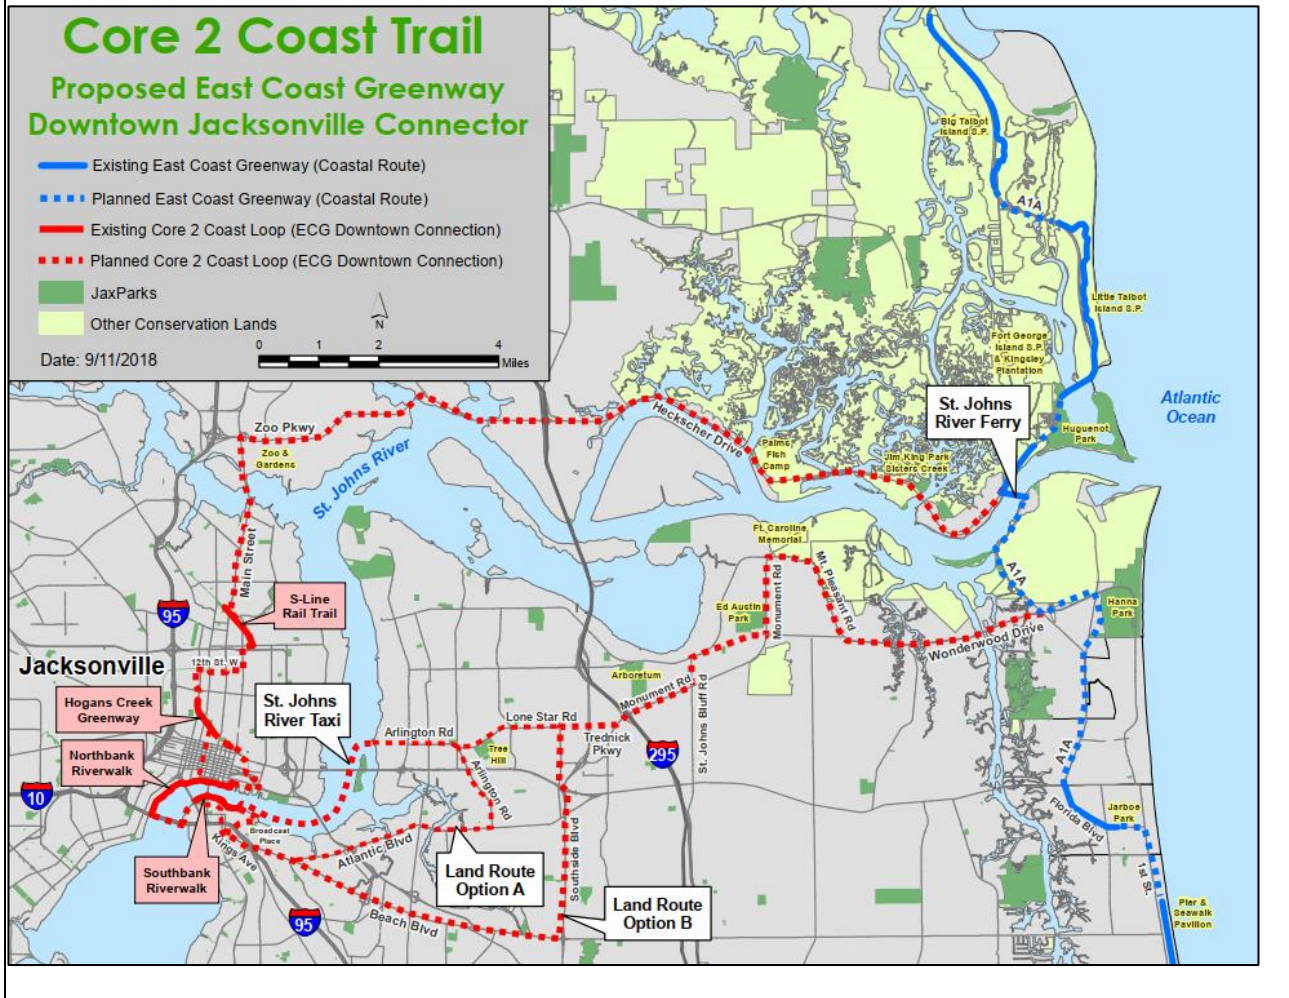 Core 2 Coast Trail
Proposed East Coast Greenway
Downtown Jacksonville Connector
Existing East Coast Greenway (Coastal Route)
Planned East Coast Greenway (Coastal Route)
Existing Core 2 Coast Loop (ECG Downtown Connection)
Planned Core 2 Coast Loop (ECG Downtown Connection)
JaxParks
Other Conservation Lands
N
Date: 9/11/2018
0 1 2 4
Miles
Big Talbot
Island S.P.
A1A
Little Talbot
Island S.P.
Fort George
Island S.P.
& Kingsley
Plantation
Atlantic
Ocean
St. Johns
River Ferry
Huguenot
Park
Zoo Pkwy
Zoo &
Gardens
St. Johns River
Heckscher Drive
Palms
Fish
Camp
Jim King Park
Sisters Creek
Main Street
Ft. Caroline
Memorial
Mt. Pleasant Rd
Monument Rd
A1A
Hanna
Park
Ed Austin
Park
Wonderwood Drive
S-Line
Rail Trail
95
Jacksonville
12th St. W
Hogans Creek
Greenway
St. Johns
River Taxi
Arboretum
Monument Rd
St. Johns Bluff Rd
Lone Star Rd
Arlington Rd
Trednick
Pkwy
Tree
Hill
Arlington Rd
295
A1A
Northbank
Riverwalk
10
Florida Blvd
Jarboe
Park
1st St.
Broadcast
Place
Kings Ave
Atlantic Blvd
Southside Blvd
Southbank
Riverwalk
Land Route
Option A
Land Route
Option B
Beach Blvd
95
Pier &
Seawalk
Pavilion